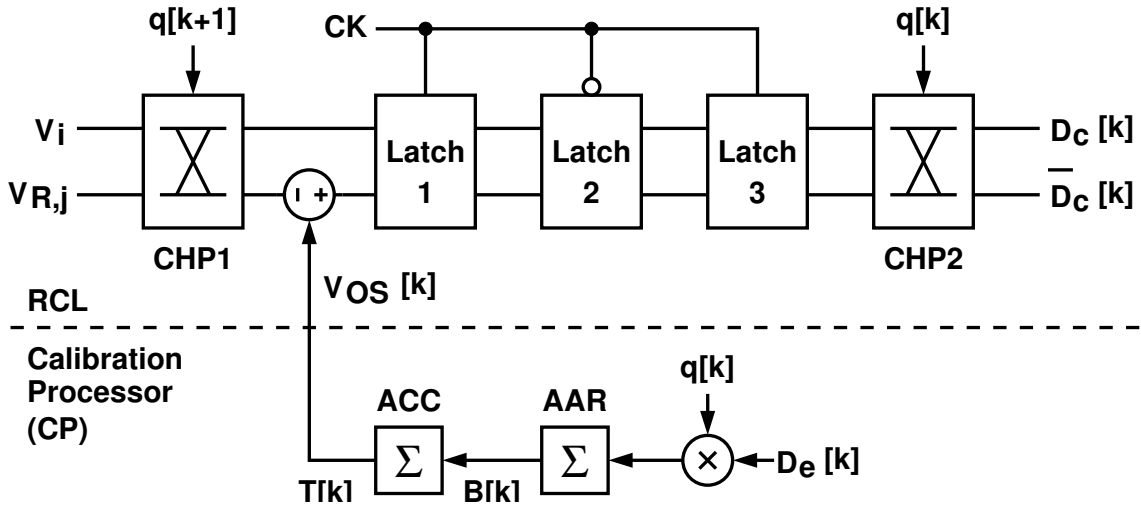 q[k+1]
CK
q[k]
Vi
VR,j
Latch
1
Latch
2
Latch
3
Dc [k]
D̅c [k]
- +
CHP1
CHP2
VOS [k]
RCL
Calibration
Processor
(CP)
q[k]
ACC
AAR
Σ
Σ
×
De [k]
T[k]
B[k]